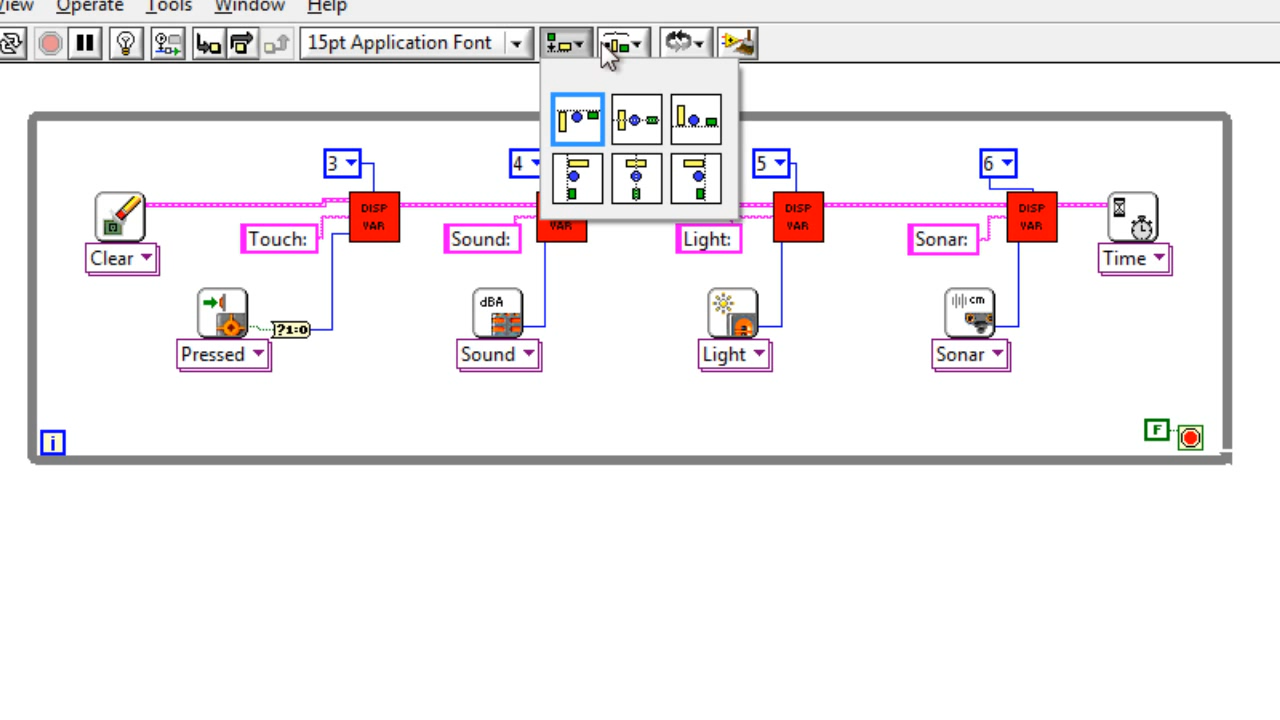 View Operate Tools Window Help
15pt Application Font
3 4 5 6
DISP VAR
VAR
DISP VAR
DISP VAR
Touch: Sound: Light: Sonar:
Clear Time
dBA cm
?1:0
Pressed Sound Light Sonar
i F